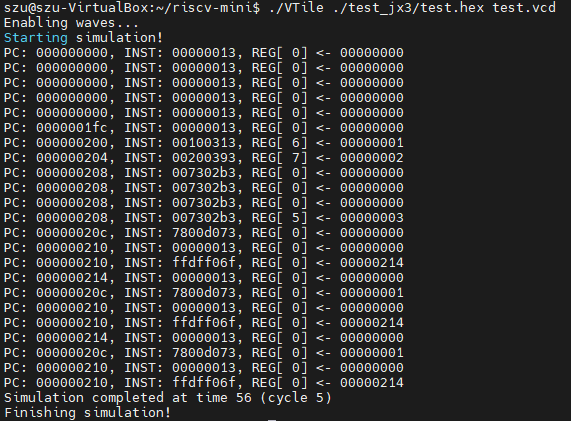 szu@szu-VirtualBox:~/riscv-mini$ ./VTile ./test_jx3/test.hex test.vcd
Enabling waves...
Starting simulation!
PC: 000000000, INST: 00000013, REG[ 0] <- 00000000
PC: 000000000, INST: 00000013, REG[ 0] <- 00000000
PC: 000000000, INST: 00000013, REG[ 0] <- 00000000
PC: 000000000, INST: 00000013, REG[ 0] <- 00000000
PC: 000000000, INST: 00000013, REG[ 0] <- 00000000
PC: 0000001fc, INST: 00000013, REG[ 0] <- 00000000
PC: 000000200, INST: 00100313, REG[ 6] <- 00000001
PC: 000000204, INST: 00200393, REG[ 7] <- 00000002
PC: 000000208, INST: 007302b3, REG[ 0] <- 00000000
PC: 000000208, INST: 007302b3, REG[ 0] <- 00000000
PC: 000000208, INST: 007302b3, REG[ 0] <- 00000000
PC: 000000208, INST: 007302b3, REG[ 5] <- 00000003
PC: 00000020c, INST: 7800d073, REG[ 0] <- 00000000
PC: 000000210, INST: 00000013, REG[ 0] <- 00000000
PC: 000000210, INST: ffdff06f, REG[ 0] <- 00000214
PC: 000000214, INST: 00000013, REG[ 0] <- 00000000
PC: 00000020c, INST: 7800d073, REG[ 0] <- 00000001
PC: 000000210, INST: 00000013, REG[ 0] <- 00000000
PC: 000000210, INST: ffdff06f, REG[ 0] <- 00000214
PC: 000000214, INST: 00000013, REG[ 0] <- 00000000
PC: 00000020c, INST: 7800d073, REG[ 0] <- 00000001
PC: 000000210, INST: 00000013, REG[ 0] <- 00000000
PC: 000000210, INST: ffdff06f, REG[ 0] <- 00000214
Simulation completed at time 56 (cycle 5)
Finishing simulation!